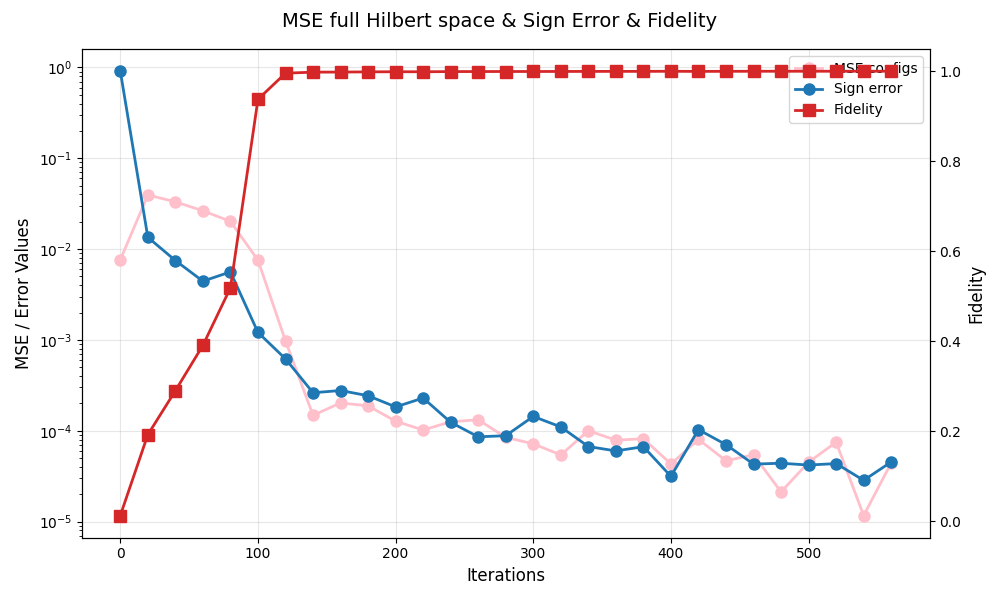 MSE full Hilbert space & Sign Error & Fidelity
MSE / Error Values
10⁰
10⁻¹
10⁻²
10⁻³
10⁻⁴
10⁻⁵
MSE configs
Sign error
Fidelity
1.0
0.8
0.6
0.4
0.2
0.0
Fidelity
0 100 200 300 400 500
Iterations